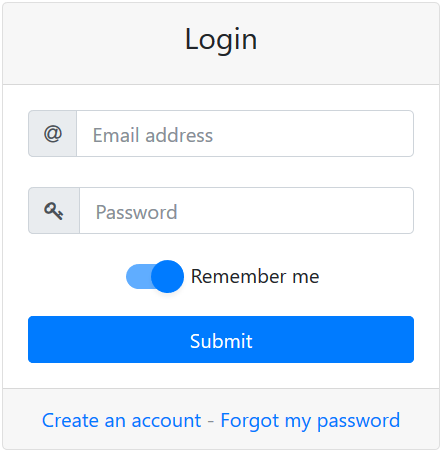 Login
@ Email address
Password
Remember me
Submit
Create an account - Forgot my password